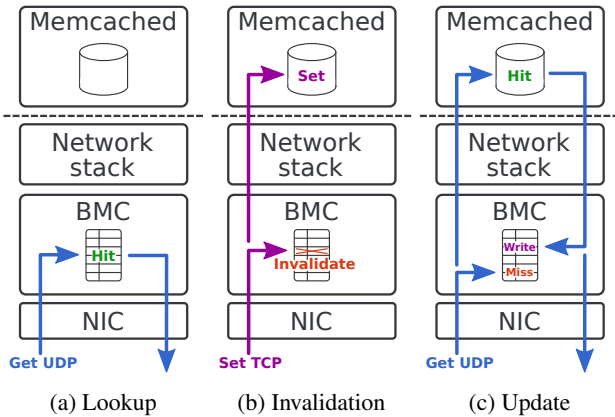 Memcached
Network
stack
BMC
Hit
NIC
Get UDP
(a) Lookup
Memcached
Set
Network
stack
BMC
Invalidate
NIC
Set TCP
(b) Invalidation
Memcached
Hit
Network
stack
BMC
Write
Miss
NIC
Get UDP
(c) Update